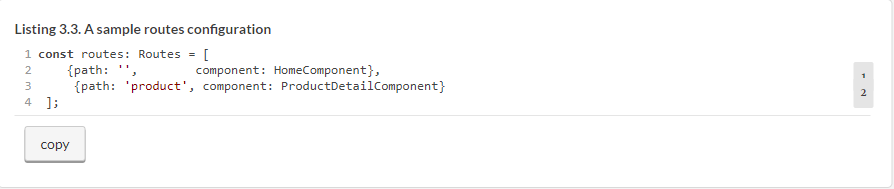 Listing 3.3. A sample routes configuration
1 const routes: Routes = [
2     {path: '',        component: HomeComponent},
3      {path: 'product', component: ProductDetailComponent}
4 ];
1
2
copy